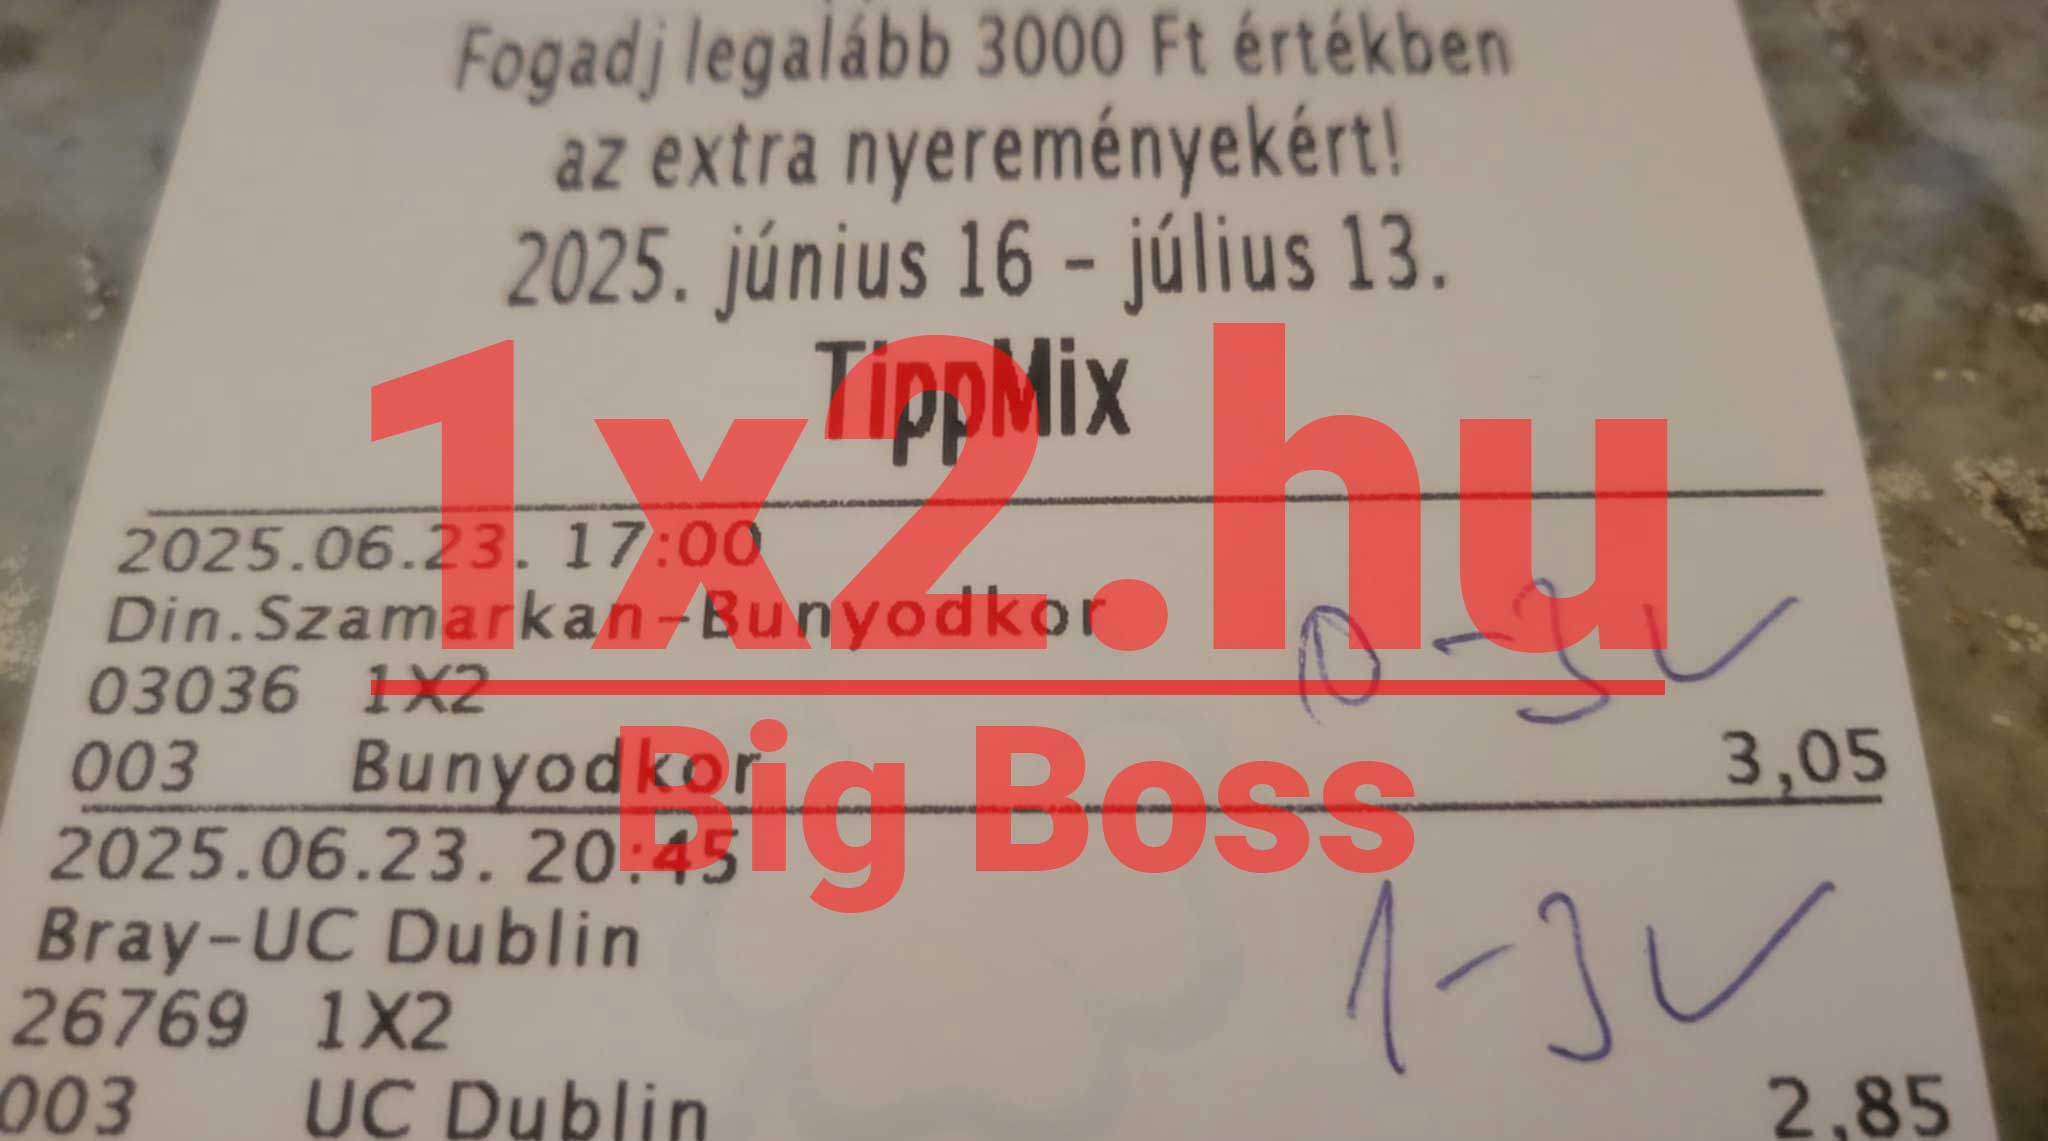 Fogadj legalább 3000 Ft értékben
az extra nyereményekért!
2025. június 16 - július 13.
TippMix
1x2.hu
2025.06.23. 17:00
Din.Szamarkan-Bunyodkor
0-3 ✓
03036 1X2
003 Bunyodkor 3,05
Big Boss
2025.06.23. 20:45
Bray-UC Dublin
1-3 ✓
26769 1X2
003 UC Dublin 2,85